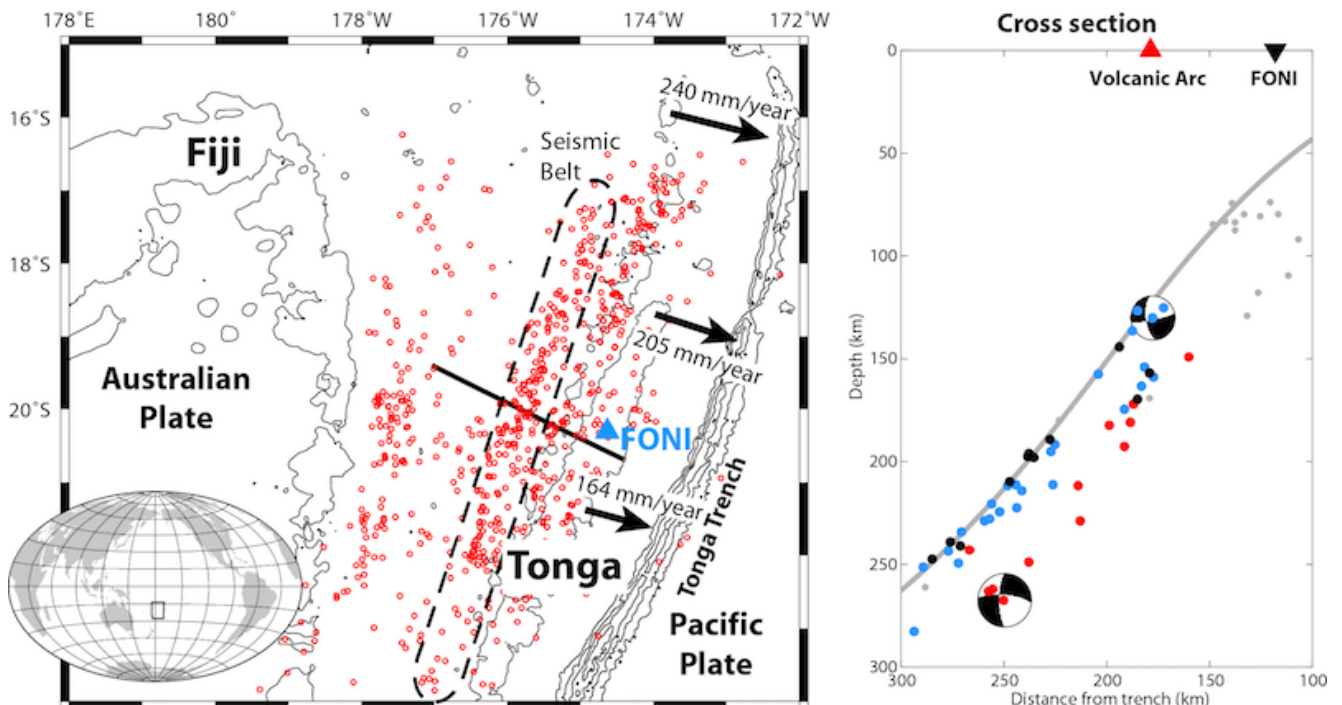 178°E
180°
178°W
176°W
174°W
172°W
16°S
18°S
20°S
Fiji
Seismic
Belt
240 mm/year
205 mm/year
164 mm/year
Australian
Plate
FONI
Tonga
Tonga Trench
Pacific
Plate
Cross section
Volcanic Arc
FONI
Depth (km)
0
50
100
150
200
250
300
300
250
200
150
100
Distance from trench (km)